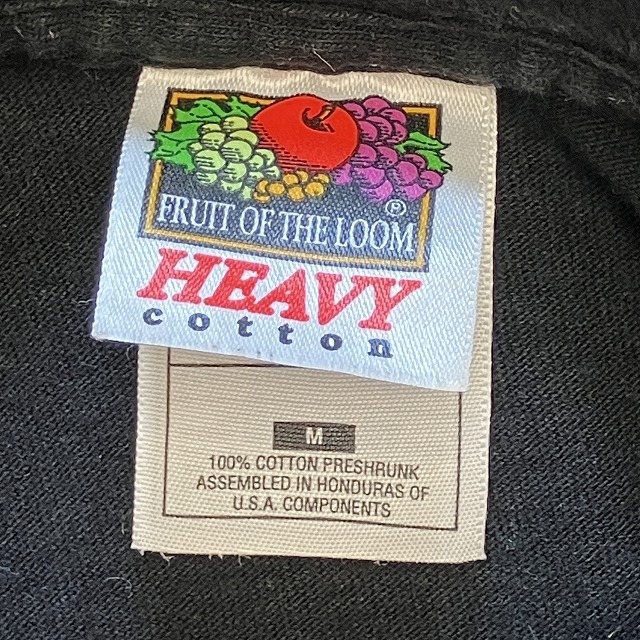 FRUIT OF THE LOOM ®
HEAVY
cotton
M
100% COTTON PRESHRUNK
ASSEMBLED IN HONDURAS OF
U.S.A. COMPONENTS